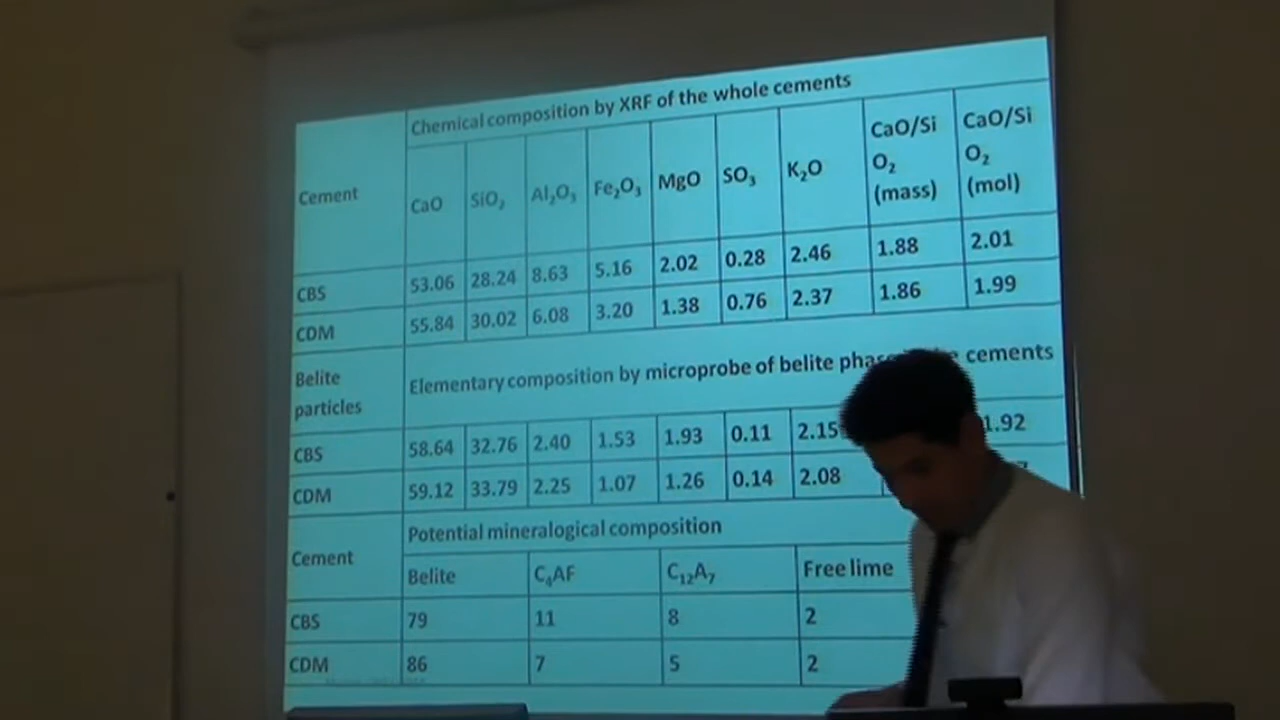 Chemical composition by XRF of the whole cements
Cement CaO SiO₂ Al₂O₃ Fe₂O₃ MgO SO₃ K₂O CaO/SiO₂ (mass) CaO/SiO₂ (mol)
CBS 53.06 28.24 8.63 5.16 2.02 0.28 2.46 1.88 2.01
CDM 55.84 30.02 6.08 3.20 1.38 0.76 2.37 1.86 1.99
Belite particles Elementary composition by microprobe of belite cements
CBS 58.64 32.76 2.40 1.53 1.93 0.11 2.15 1.92
CDM 59.12 33.79 2.25 1.07 1.26 0.14 2.08
Potential mineralogical composition
Cement Belite C₄AF C₁₂A₇ Free lime
CBS 79 11 8 2
CDM 86 7 5 2